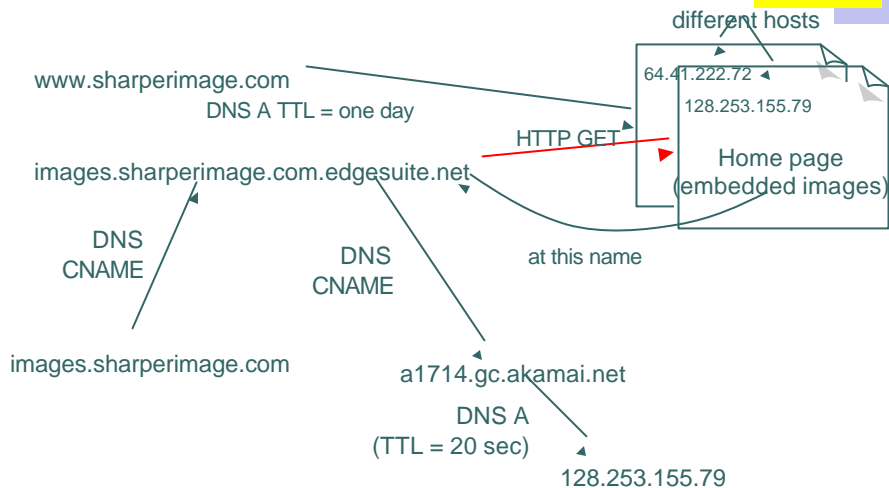 different hosts
64.41.222.72
www.sharperimage.com
128.253.155.79
DNS A TTL = one day
HTTP GET
Home page
(embedded images)
images.sharperimage.com.edgesuite.net
DNS
CNAME
DNS
CNAME
at this name
images.sharperimage.com
a1714.gc.akamai.net
DNS A
(TTL = 20 sec)
128.253.155.79